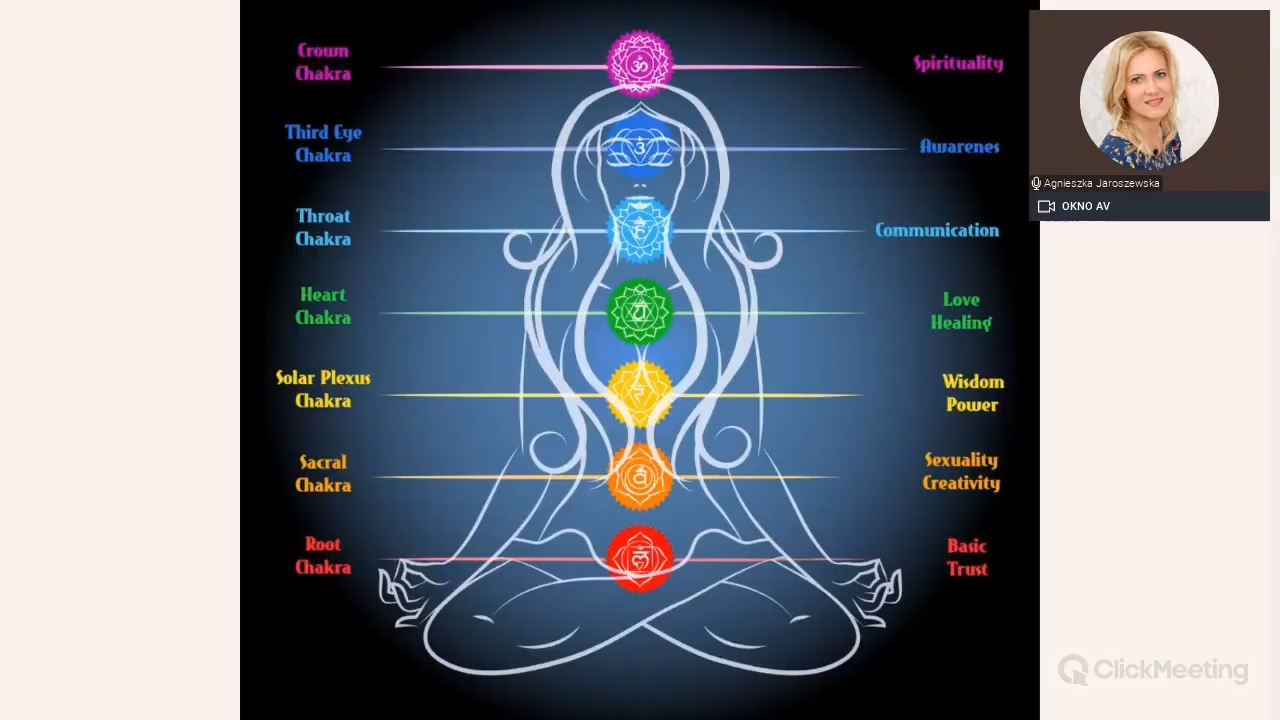 Crown
Chakra
Spirituality
Third Eye
Chakra
Awarenes
Throat
Chakra
Communication
Heart
Chakra
Love
Healing
Solar Plexus
Chakra
Wisdom
Power
Sacral
Chakra
Sexuality
Creativity
Root
Chakra
Basic
Trust
ॐ
Agnieszka Jaroszewska
OKNO AV
ClickMeeting